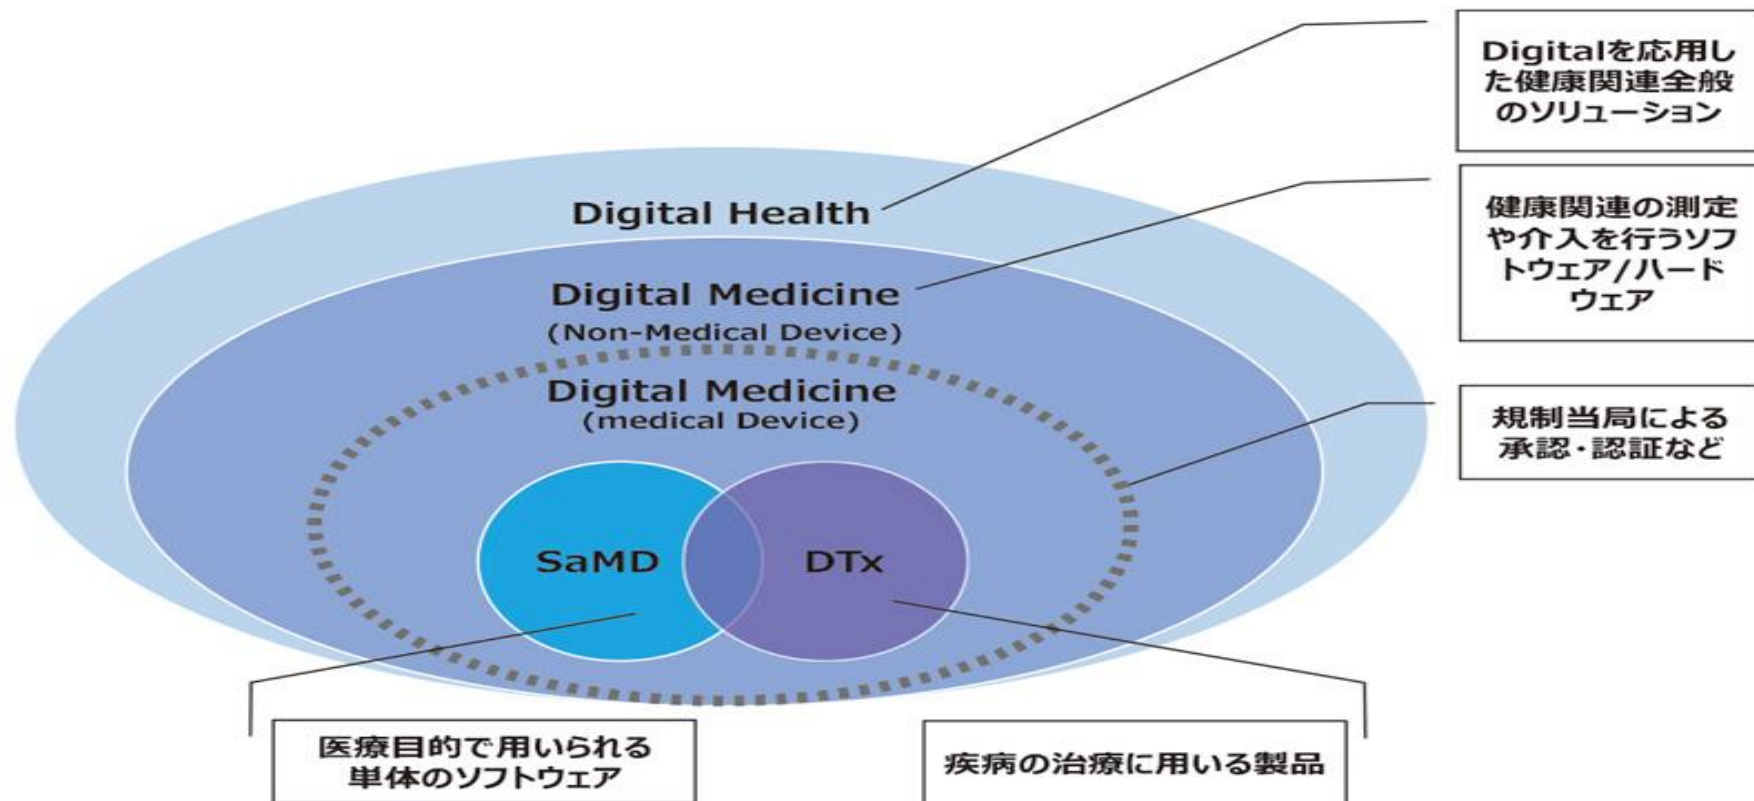 Digitalを応用し
た健康関連全般
のソリューション
Digital Health
健康関連の測定
や介入を行うソフ
トウェア/ハード
ウェア
Digital Medicine
(Non-Medical Device)
Digital Medicine
(medical Device)
規制当局による
承認・認証など
SaMD
DTx
医療目的で用いられる
単体のソフトウェア
疾病の治療に用いる製品